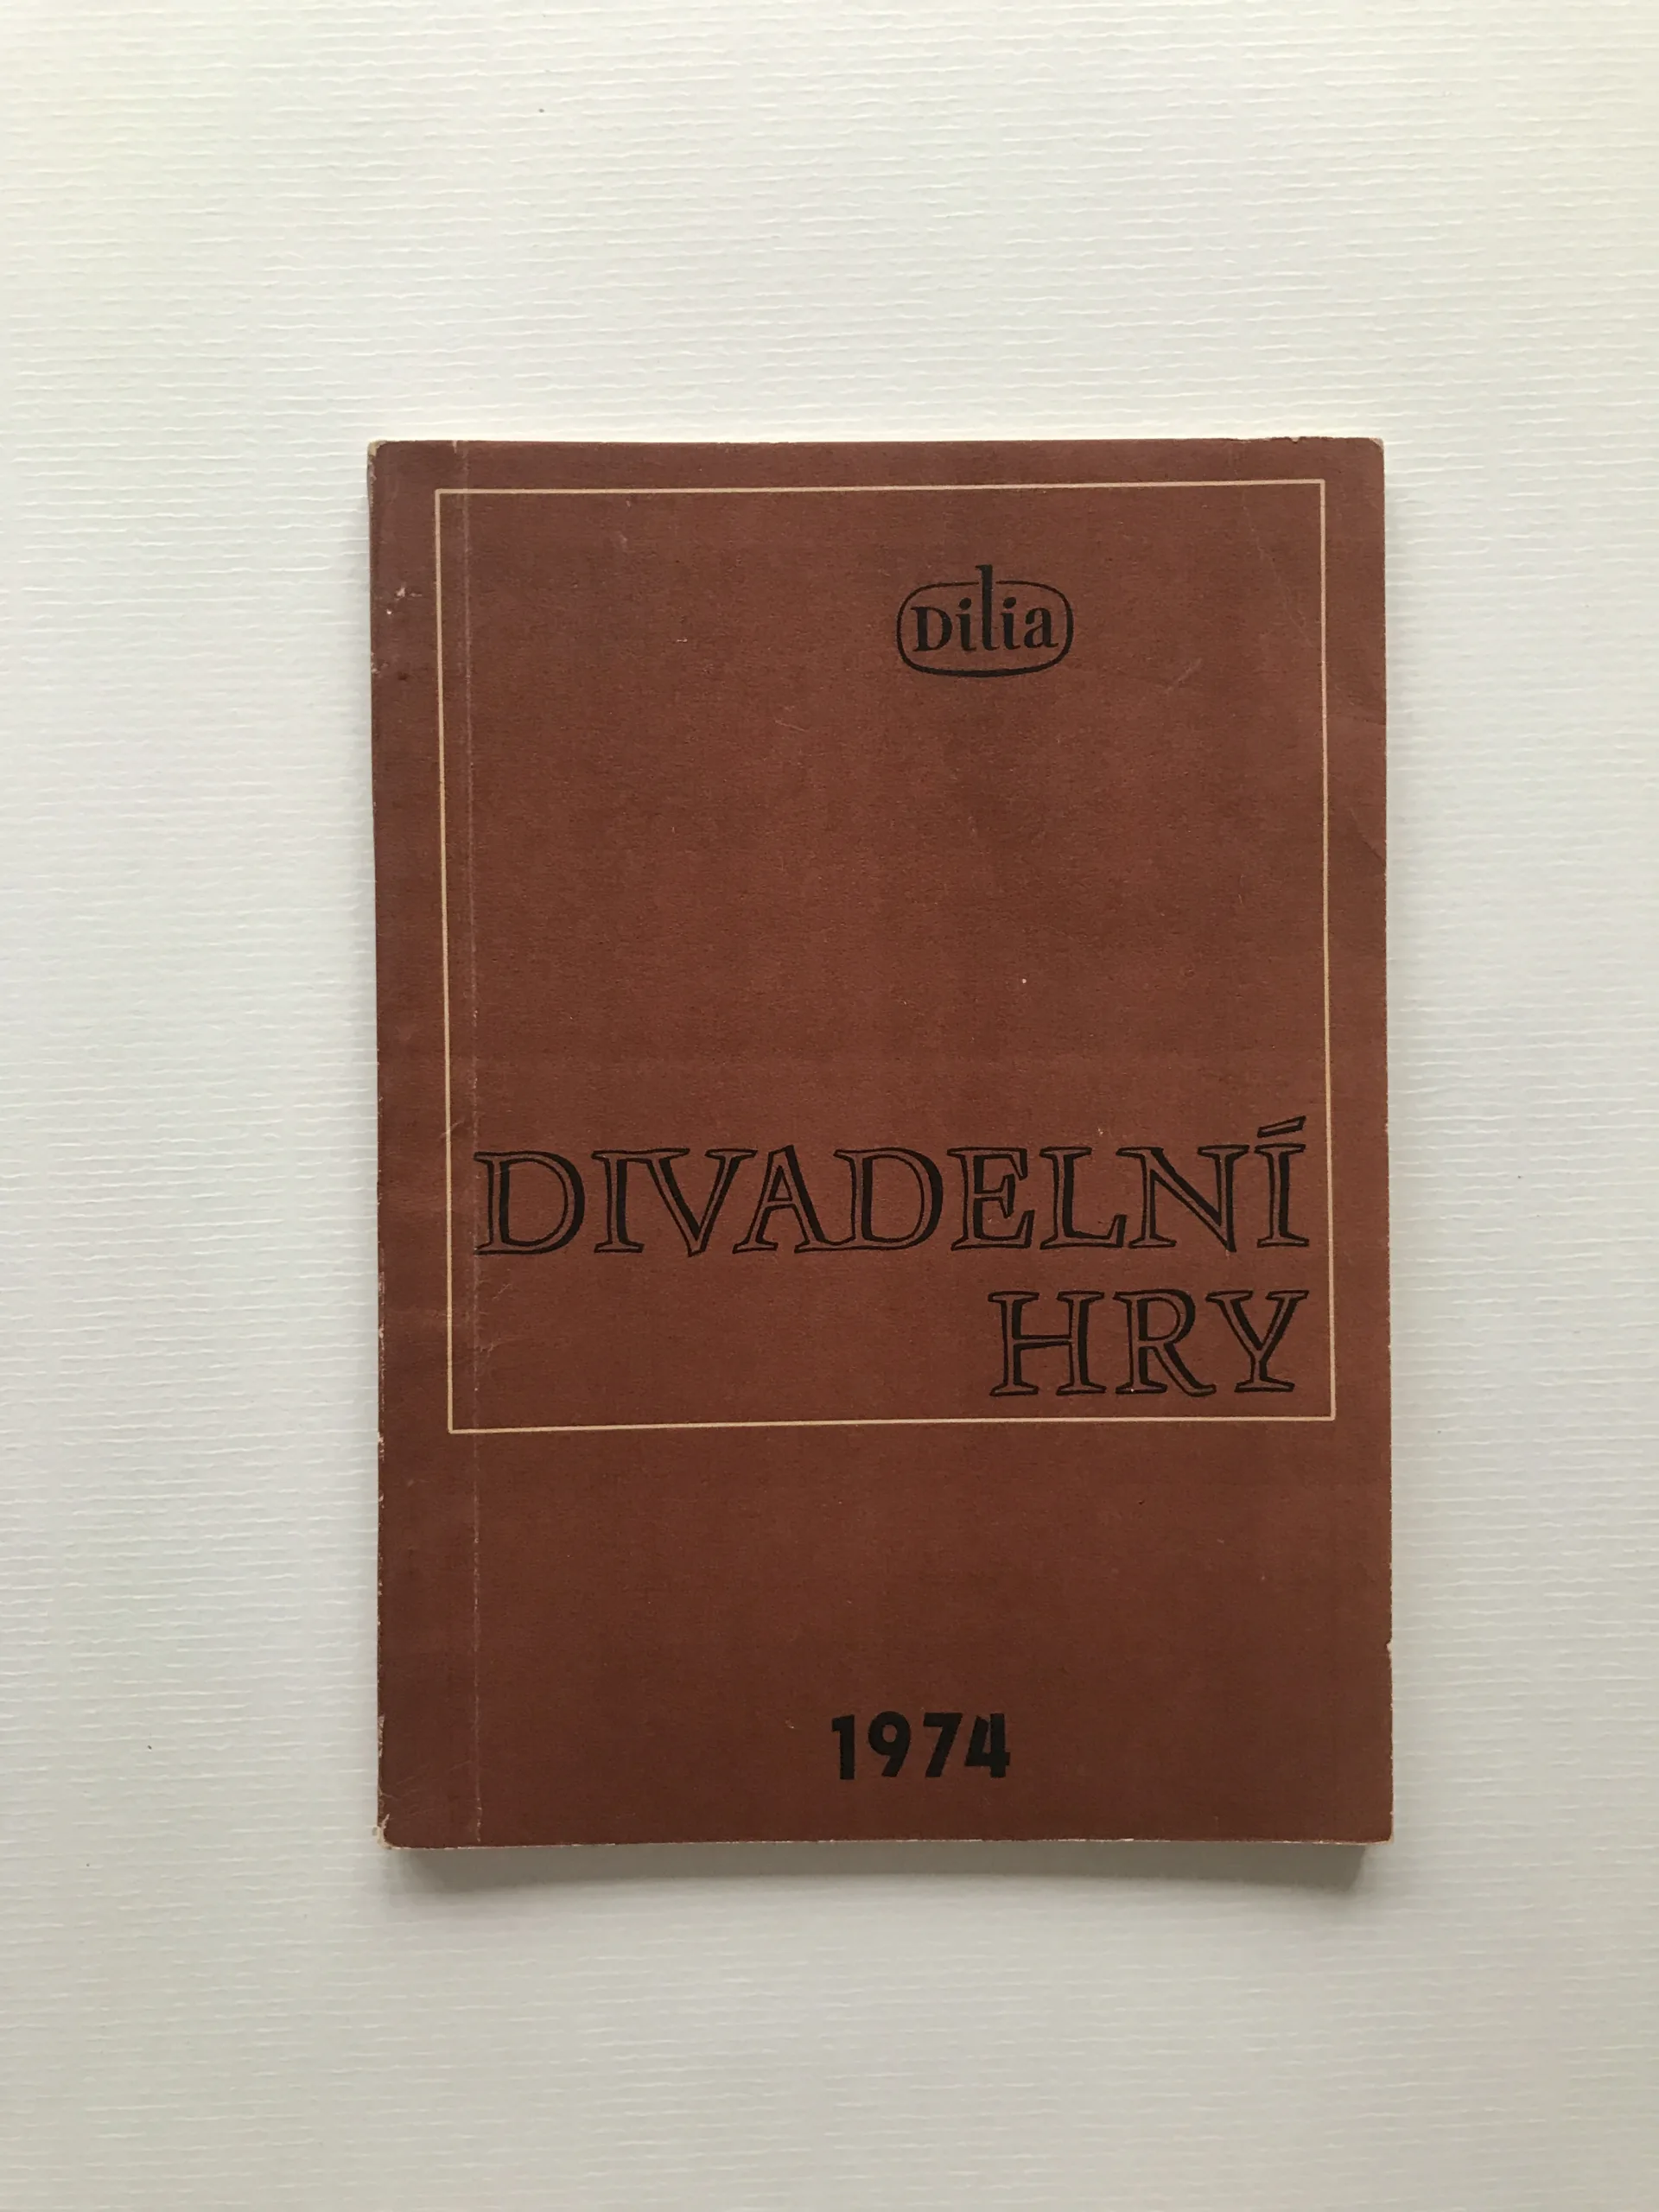 Dilia
DIVADELNÍ
HRY
1974